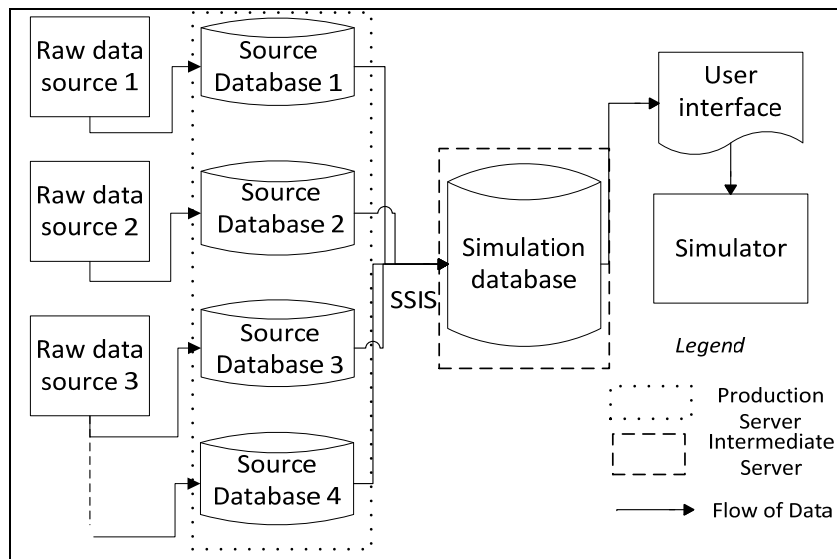 Raw data
source 1
Source
Database 1
Raw data
source 2
Source
Database 2
Raw data
source 3
Source
Database 3
Source
Database 4
SSIS
Simulation
database
User
interface
Simulator
Legend
Production
Server
Intermediate
Server
Flow of Data